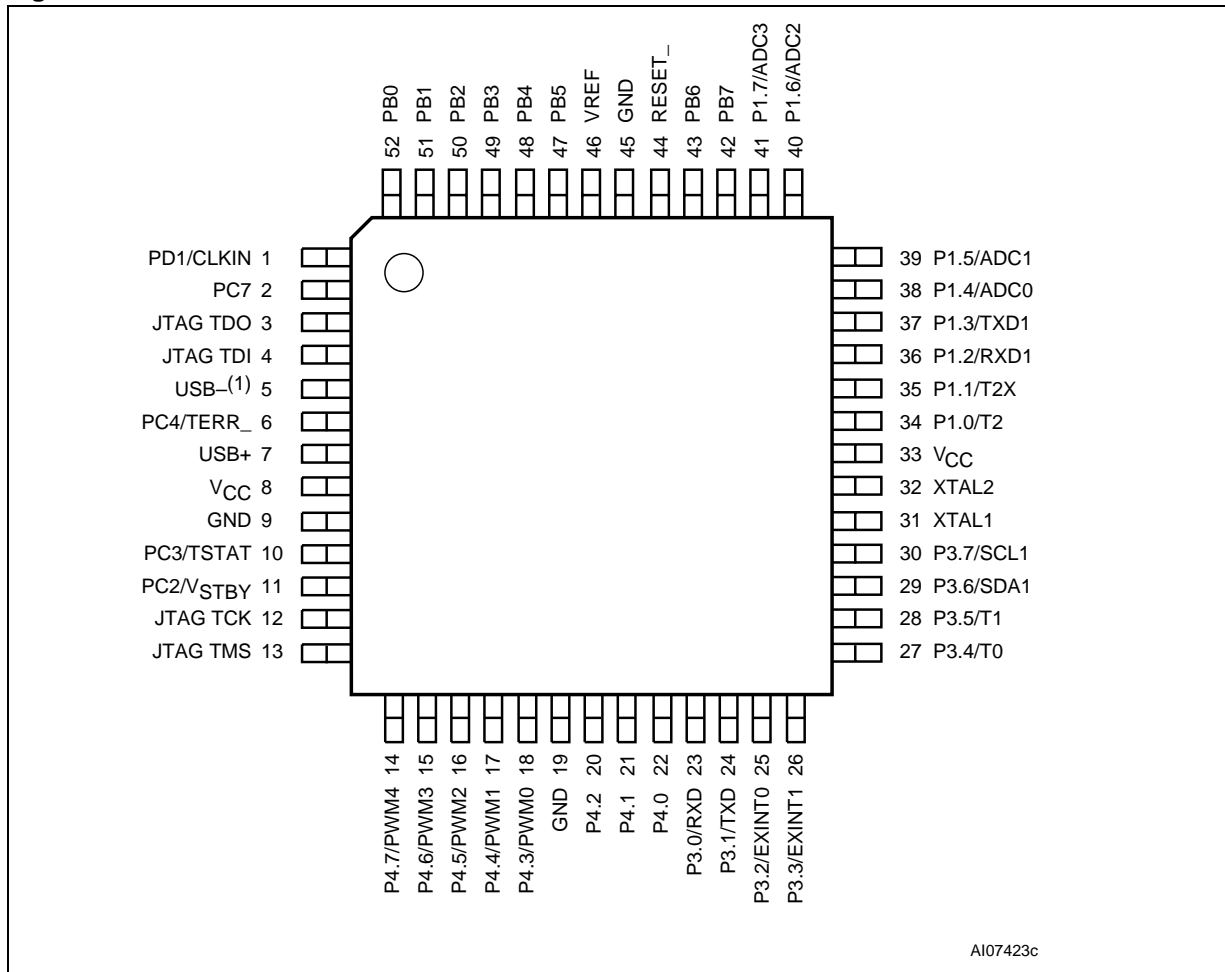 52 PB0
51 PB1
50 PB2
49 PB3
48 PB4
47 PB5
46 VREF
45 GND
44 RESET_
43 PB6
42 PB7
41 P1.7/ADC3
40 P1.6/ADC2
PD1/CLKIN 1
PC7 2
JTAG TDO 3
JTAG TDI 4
USB–(1) 5
PC4/TERR_ 6
USB+ 7
VCC 8
GND 9
PC3/TSTAT 10
PC2/VSTBY 11
JTAG TCK 12
JTAG TMS 13
39 P1.5/ADC1
38 P1.4/ADC0
37 P1.3/TXD1
36 P1.2/RXD1
35 P1.1/T2X
34 P1.0/T2
33 VCC
32 XTAL2
31 XTAL1
30 P3.7/SCL1
29 P3.6/SDA1
28 P3.5/T1
27 P3.4/T0
P4.7/PWM4 14
P4.6/PWM3 15
P4.5/PWM2 16
P4.4/PWM1 17
P4.3/PWM0 18
GND 19
P4.2 20
P4.1 21
P4.0 22
P3.0/RXD 23
P3.1/TXD 24
P3.2/EXINT0 25
P3.3/EXINT1 26
AI07423c